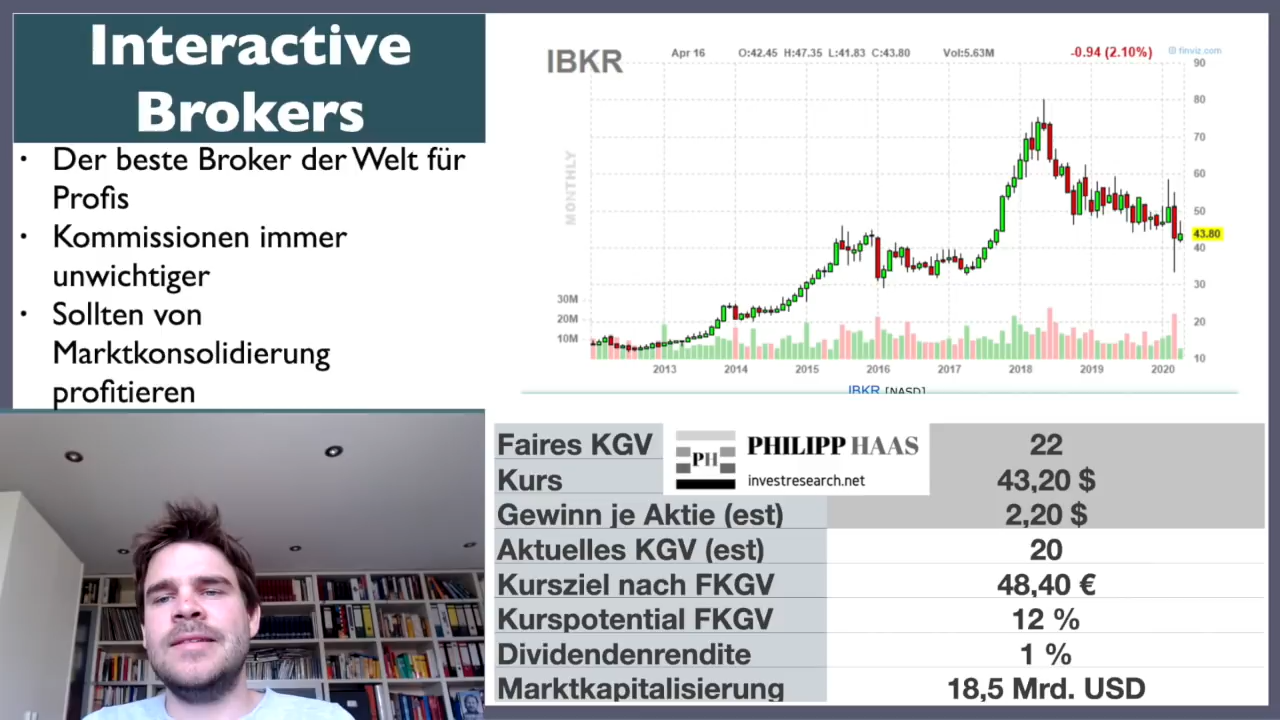 Interactive
Brokers
• Der beste Broker der Welt für
Profis
• Kommissionen immer
unwichtiger
• Sollten von
Marktkonsolidierung
profitieren
IBKR
Apr 16 O:42.45 H:47.35 L:41.83 C:43.80 Vol:5.63M -0.94 (2.10%) © finviz.com
MONTHLY
90
80
70
60
50
43.80
40
30
20
10
30M
20M
10M
2013 2014 2015 2016 2017 2018 2019 2020
IBKR [NASD]
PH
PHILIPP HAAS
investresearch.net
Faires KGV 22
Kurs 43,20 $
Gewinn je Aktie (est) 2,20 $
Aktuelles KGV (est) 20
Kursziel nach FKGV 48,40 €
Kurspotential FKGV 12 %
Dividendenrendite 1 %
Marktkapitalisierung 18,5 Mrd. USD